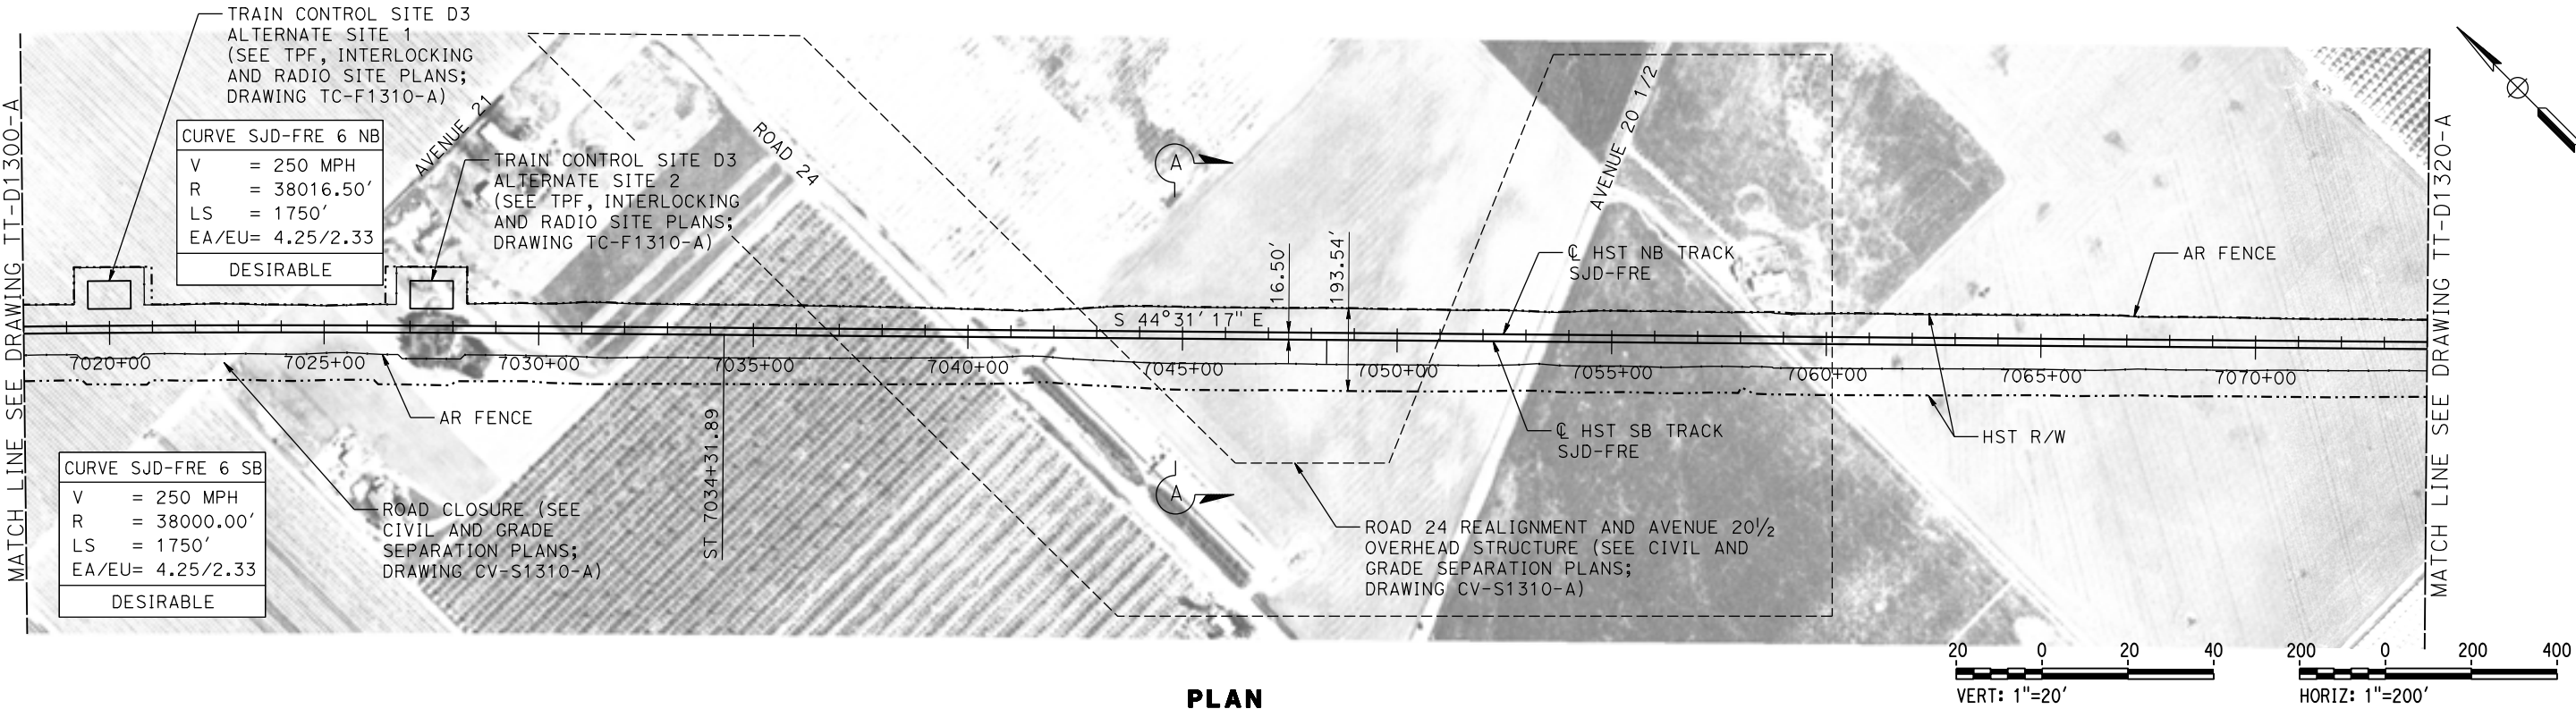 TRAIN CONTROL SITE D3
ALTERNATE SITE 1
(SEE TPF, INTERLOCKING
AND RADIO SITE PLANS;
DRAWING TC-F1310-A)
MATCH LINE SEE DRAWING TT-D1300-A
CURVE SJD-FRE 6 NB
V = 250 MPH
R = 38016.50'
LS = 1750'
EA/EU= 4.25/2.33
DESIRABLE
AVENUE 21
TRAIN CONTROL SITE D3
ALTERNATE SITE 2
(SEE TPF, INTERLOCKING
AND RADIO SITE PLANS;
DRAWING TC-F1310-A)
ROAD 24
A
AVENUE 20 1/2
16.50'
193.54'
℄ HST NB TRACK
SJD-FRE
AR FENCE
S 44°31'17" E
7020+00
7025+00
7030+00
7035+00
7040+00
7045+00
7050+00
7055+00
7060+00
7065+00
7070+00
AR FENCE
ST 7034+31.89
℄ HST SB TRACK
SJD-FRE
HST R/W
CURVE SJD-FRE 6 SB
V = 250 MPH
R = 38000.00'
LS = 1750'
EA/EU= 4.25/2.33
DESIRABLE
ROAD CLOSURE (SEE
CIVIL AND GRADE
SEPARATION PLANS;
DRAWING CV-S1310-A)
A
ROAD 24 REALIGNMENT AND AVENUE 20½
OVERHEAD STRUCTURE (SEE CIVIL AND
GRADE SEPARATION PLANS;
DRAWING CV-S1310-A)
MATCH LINE SEE DRAWING TT-D1320-A
20 0 20 40
VERT: 1"=20'
200 0 200 400
HORIZ: 1"=200'
PLAN